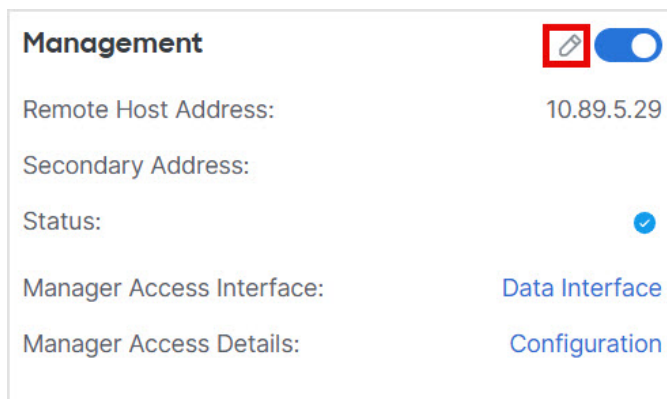 Management
Remote Host Address: 10.89.5.29
Secondary Address:
Status:
Manager Access Interface: Data Interface
Manager Access Details: Configuration